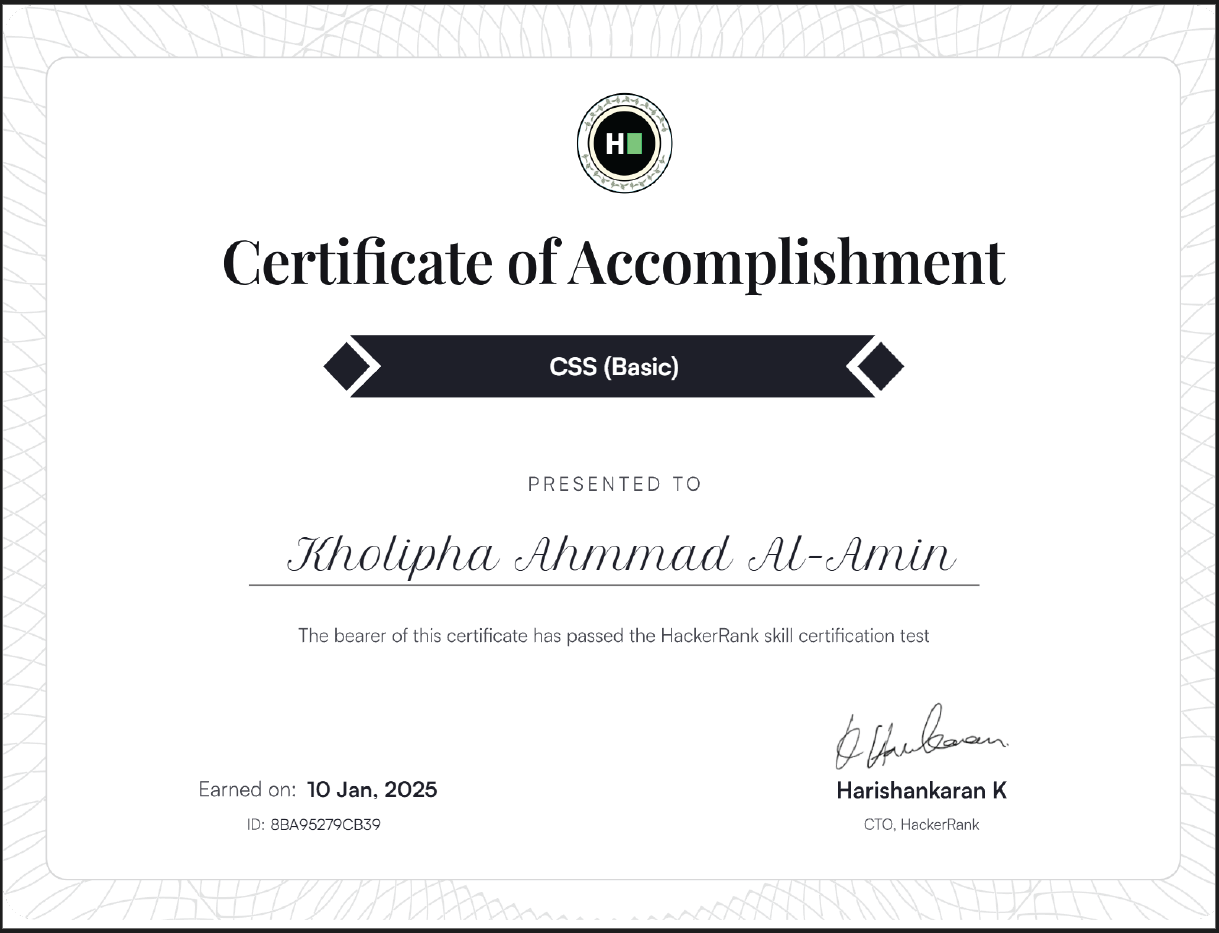 H
Certificate of Accomplishment
CSS (Basic)
PRESENTED TO
Kholipha Ahmmad Al-Amin
The bearer of this certificate has passed the HackerRank skill certification test
Earned on: 10 Jan, 2025
ID: 8BA95279CB39
Harishankaran K
CTO, HackerRank